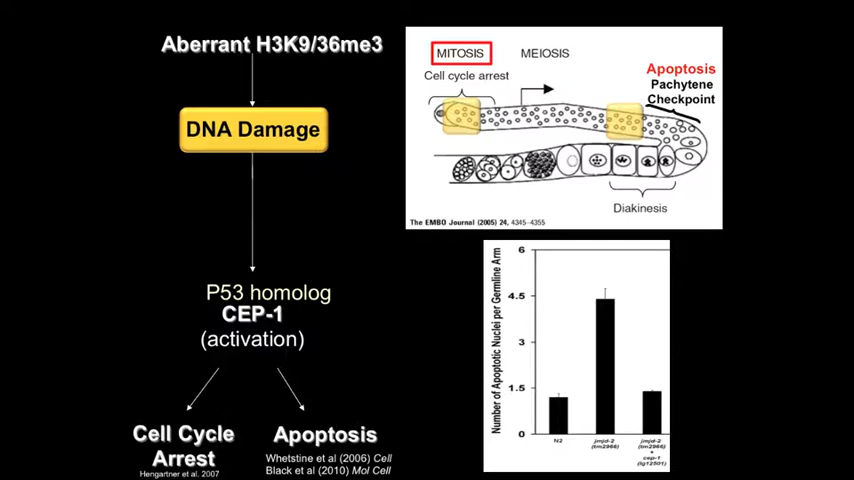 Aberrant H3K9/36me3
DNA Damage
P53 homolog
CEP-1
(activation)
Cell Cycle
Arrest
Hengartner et al. 2007
Apoptosis
Whetstine et al (2006) Cell
Black et al (2010) Mol Cell
MITOSIS
MEIOSIS
Cell cycle arrest
Apoptosis
Pachytene
Checkpoint
Diakinesis
The EMBO Journal (2005) 24, 4345–4355
Number of Apoptotic Nuclei per Germline Arm
6
4.5
3
1.5
0
N2
jmjd-2
(tm2966)
jmjd-2
(tm2966)
+
cep-1
(lg12501)